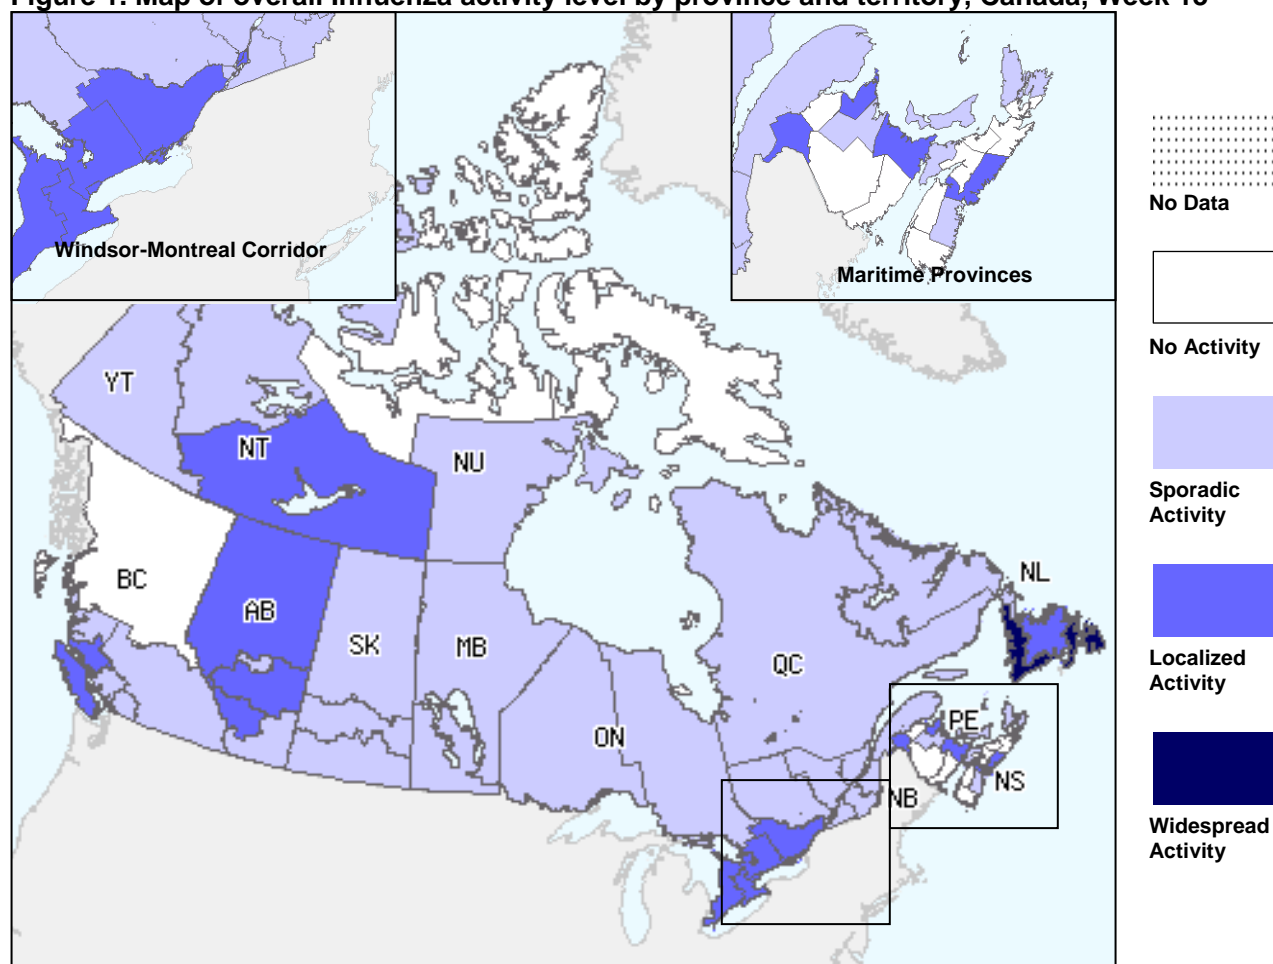 Windsor-Montreal Corridor
Maritime Provinces
No Data
No Activity
Sporadic
Activity
Localized
Activity
Widespread
Activity
YT
NT
NU
BC
AB
SK
MB
ON
QC
NL
PE
NS
NB